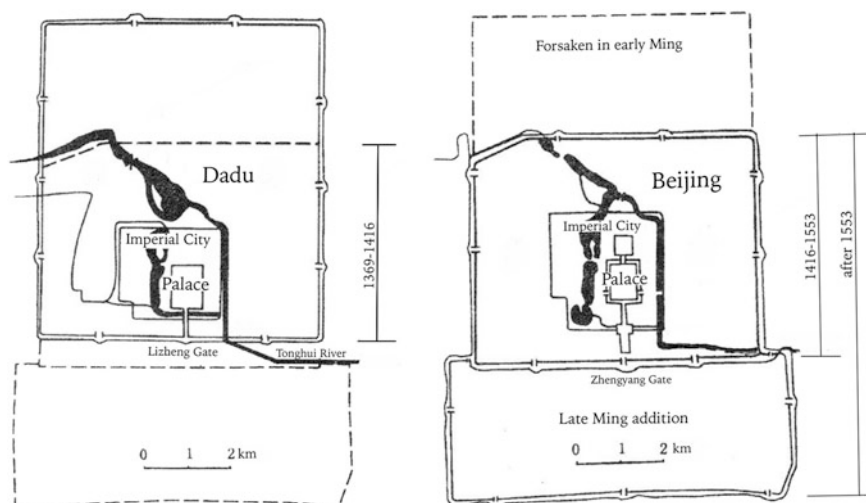 Dadu
Imperial City
Palace
Lizheng Gate
Tonghui River
0 1 2 km
1369-1416
Forsaken in early Ming
Beijing
Imperial City
Palace
Zhengyang Gate
Late Ming addition
0 1 2 km
1416-1553
after 1553